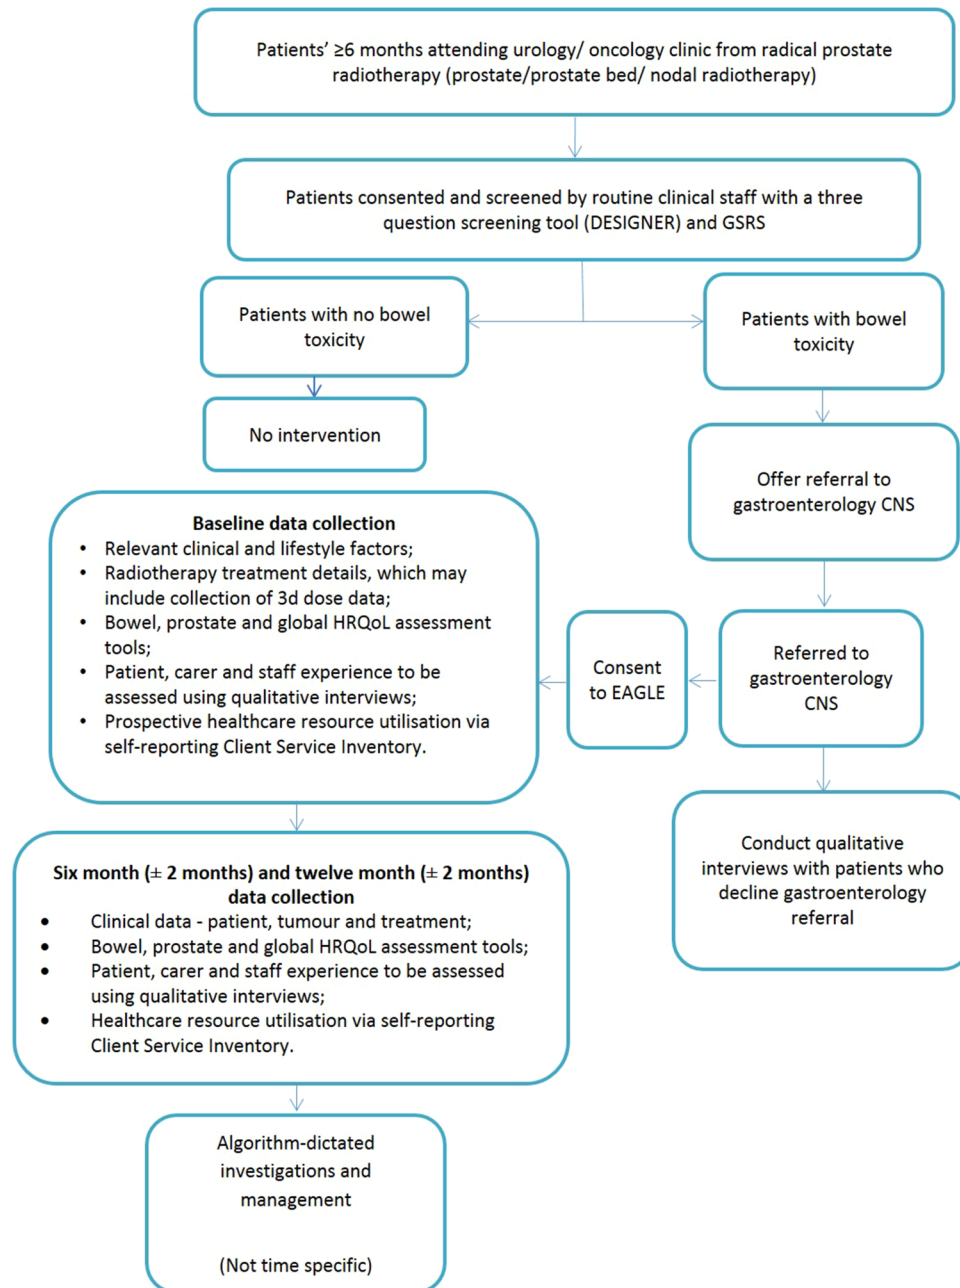 Patients’ ≥6 months attending urology/ oncology clinic from radical prostate
radiotherapy (prostate/prostate bed/ nodal radiotherapy)
Patients consented and screened by routine clinical staff with a three
question screening tool (DESIGNER) and GSRS
Patients with no bowel
toxicity
Patients with bowel
toxicity
No intervention
Offer referral to
gastroenterology CNS
Referred to
gastroenterology
CNS
Consent
to EAGLE
Baseline data collection
• Relevant clinical and lifestyle factors;
• Radiotherapy treatment details, which may
include collection of 3d dose data;
• Bowel, prostate and global HRQoL assessment
tools;
• Patient, carer and staff experience to be
assessed using qualitative interviews;
• Prospective healthcare resource utilisation via
self-reporting Client Service Inventory.
Conduct qualitative
interviews with patients who
decline gastroenterology
referral
Six month (± 2 months) and twelve month (± 2 months)
data collection
• Clinical data - patient, tumour and treatment;
• Bowel, prostate and global HRQoL assessment tools;
• Patient, carer and staff experience to be assessed
using qualitative interviews;
• Healthcare resource utilisation via self-reporting
Client Service Inventory.
Algorithm-dictated
investigations and
management
(Not time specific)